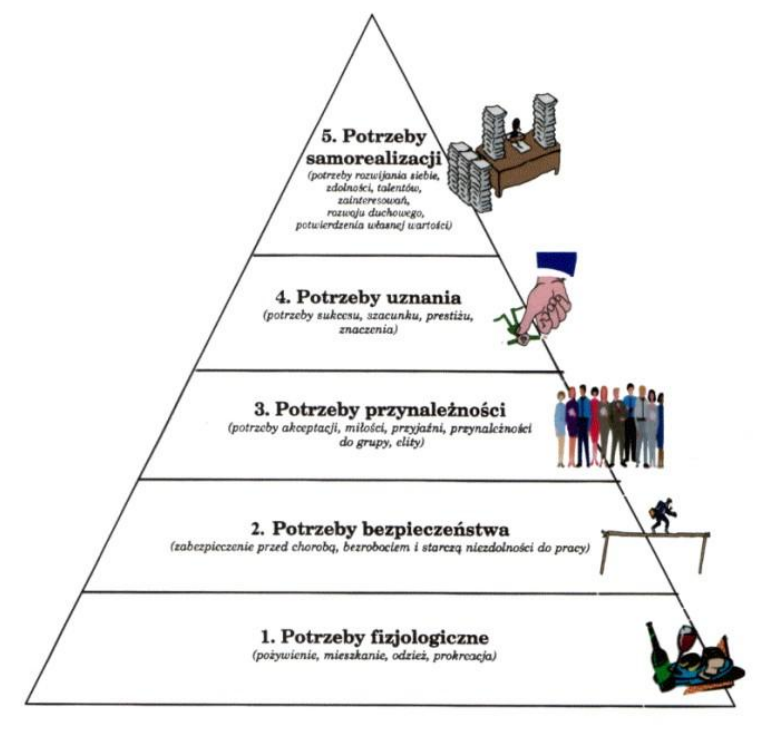 5. Potrzeby
samorealizacji
(potrzeby rozwijania siebie,
zdolności, talentów,
zainteresowań,
rozwoju duchowego,
potwierdzenia własnej wartości)
4. Potrzeby uznania
(potrzeby sukcesu, szacunku, prestiżu,
znaczenia)
3. Potrzeby przynależności
(potrzeby akceptacji, miłości, przyjaźni, przynależności
do grupy, elity)
2. Potrzeby bezpieczeństwa
(zabezpieczenie przed chorobą, bezrobociem i starczą niezdolności do pracy)
1. Potrzeby fizjologiczne
(pożywienie, mieszkanie, odzież, prokreacja)